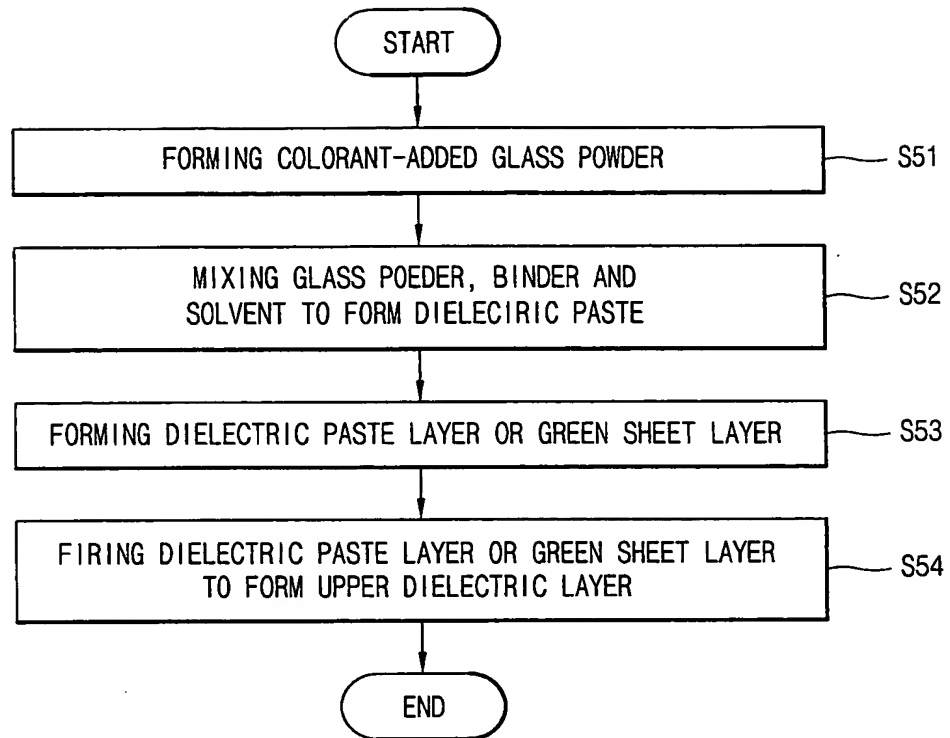 START
FORMING COLORANT-ADDED GLASS POWDER
S51
MIXING GLASS POEDER, BINDER AND
SOLVENT TO FORM DIELECIRIC PASTE
S52
FORMING DIELECTRIC PASTE LAYER OR GREEN SHEET LAYER
S53
FIRING DIELECTRIC PASTE LAYER OR GREEN SHEET LAYER
TO FORM UPPER DIELECTRIC LAYER
S54
END